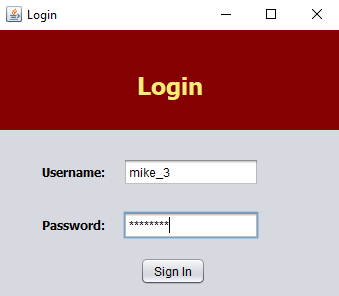 Login
Login
Username: mike_3
Password: ********
Sign In